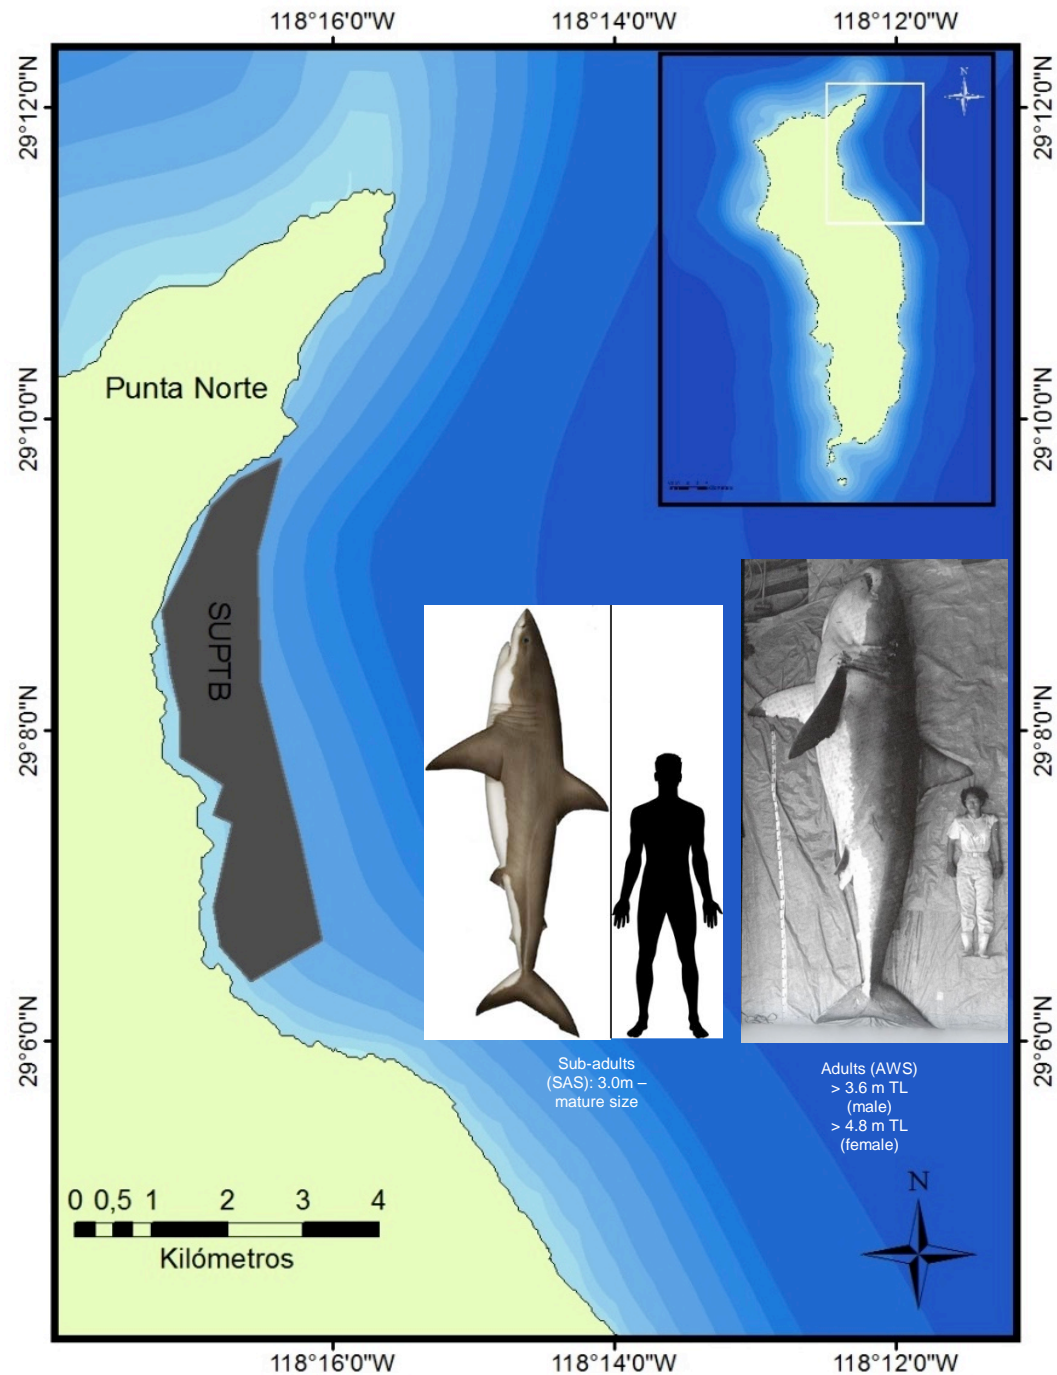 118°16'0"W 118°14'0"W 118°12'0"W
29°12'0"N
29°12'0"N
N
29°10'0"N
29°10'0"N
Punta Norte
SUPTB
29°8'0"N
29°8'0"N
29°6'0"N
29°6'0"N
Sub-adults
(SAS): 3.0m –
mature size
Adults (AWS)
> 3.6 m TL
(male)
> 4.8 m TL
(female)
N
0 0,5 1 2 3 4
Kilómetros
118°16'0"W 118°14'0"W 118°12'0"W